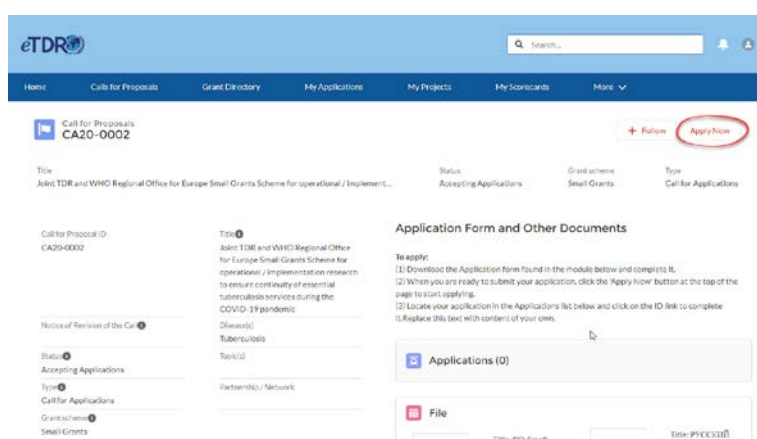 eTDR
Search...
Home Calls for Proposals Grant Directory My Applications My Projects My Scorecards More
Call for Proposals
CA20-0002
+ Follow Apply Now
Title
Joint TDR and WHO Regional Office for Europe Small Grants Scheme for operational / Implement...
Status
Accepting Applications
Grant scheme
Small Grants
Type
Call for Applications
Call for Proposal ID
CA20-0002
Title
Joint TDR and WHO Regional Office
for Europe Small Grants Scheme for
operational / implementation research
to ensure continuity of essential
tuberculosis services during the
COVID-19 pandemic
Notice of Revision of the Call
Disease(s)
Tuberculosis
Status
Accepting Applications
Topic(s)
Type
Call for Applications
Partnership / Network
Grant scheme
Small Grants
Application Form and Other Documents
To apply:
(1) Download the Application form found in the module below and complete it.
(2) When you are ready to submit your application, click the 'Apply Now' button at the top of the
page to start applying.
(3) Locate your application in the Applications list below and click on the ID link to complete
it.Replace this text with content of your own.
Applications (0)
File
Title: РУССКИЙ